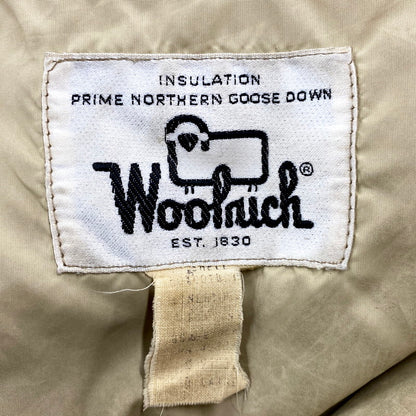 INSULATION
PRIME NORTHERN GOOSE DOWN
Woolrich®
EST. 1830